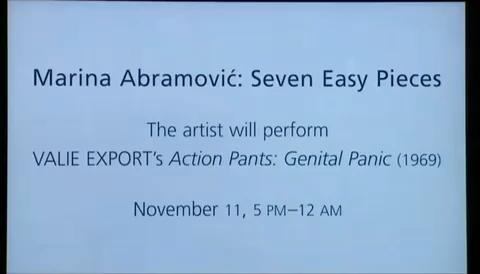 Marina Abramović: Seven Easy Pieces
The artist will perform
VALIE EXPORT's Action Pants: Genital Panic (1969)
November 11, 5 PM–12 AM